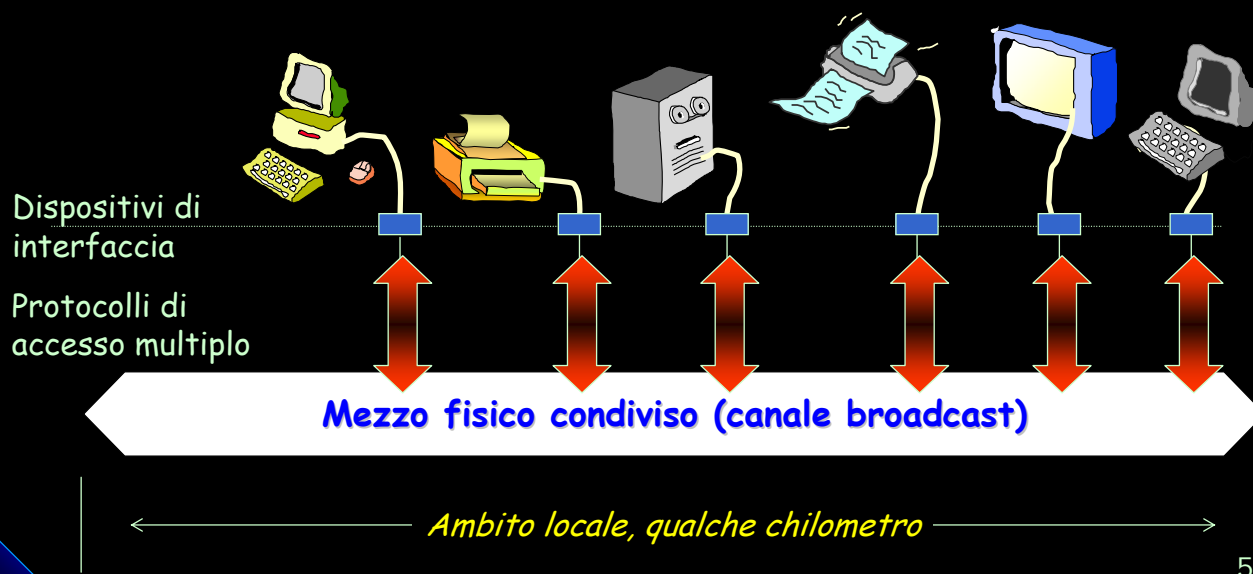 Dispositivi di
interfaccia
Protocolli di
accesso multiplo
Mezzo fisico condiviso (canale broadcast)
Ambito locale, qualche chilometro
5